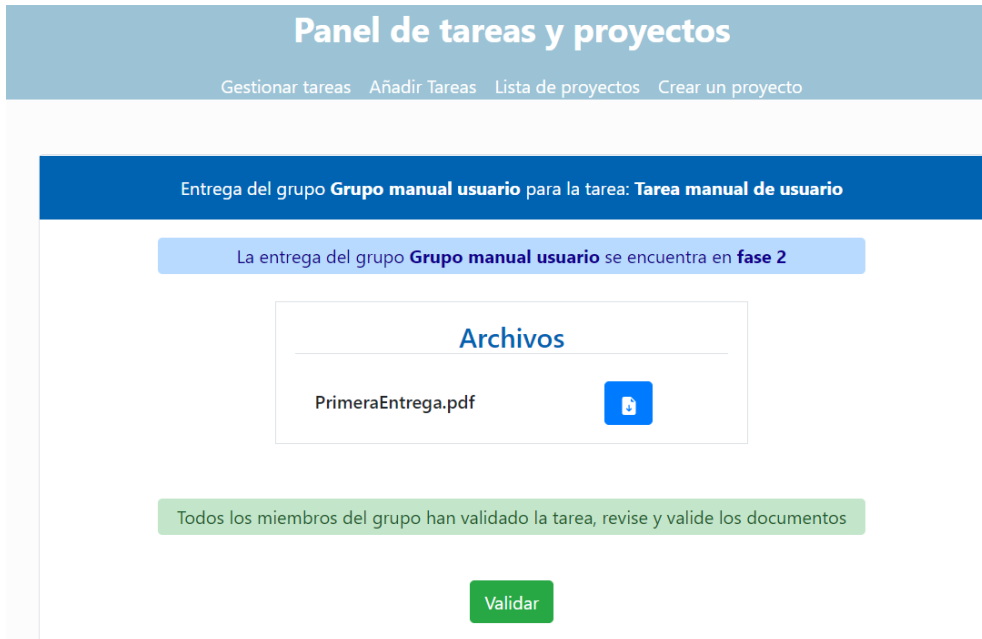 Panel de tareas y proyectos
Gestionar tareas Añadir Tareas Lista de proyectos Crear un proyecto
Entrega del grupo Grupo manual usuario para la tarea: Tarea manual de usuario
La entrega del grupo Grupo manual usuario se encuentra en fase 2
Archivos
PrimeraEntrega.pdf
Todos los miembros del grupo han validado la tarea, revise y valide los documentos
Validar